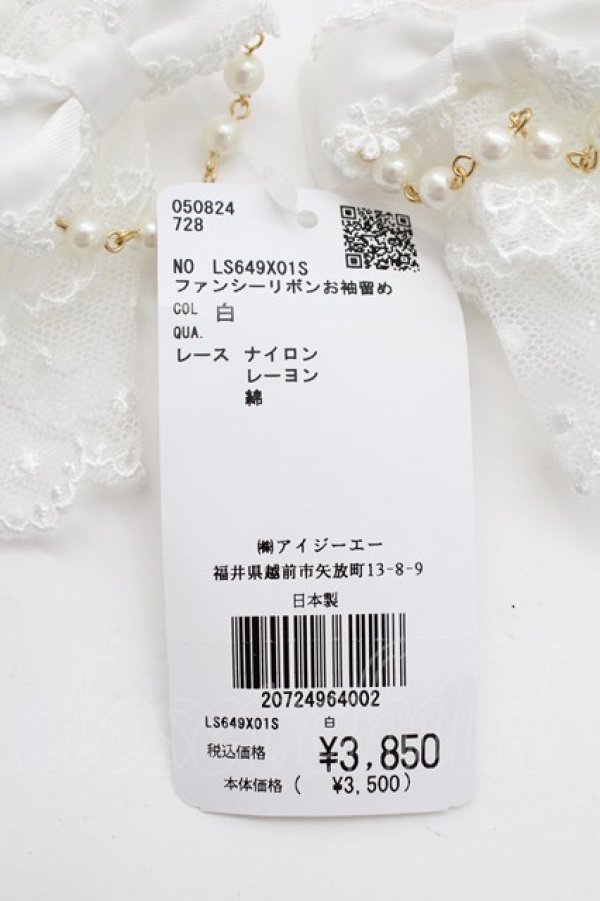 050824
728
NO LS649X01S
ファンシーリボンお袖留め
COL 白
QUA.
レース ナイロン
レーヨン
綿
㈱アイジーエー
福井県越前市矢放町13-8-9
日本製
20724964002
LS649X01S 白
税込価格 ¥3,850
本体価格( ¥3,500)